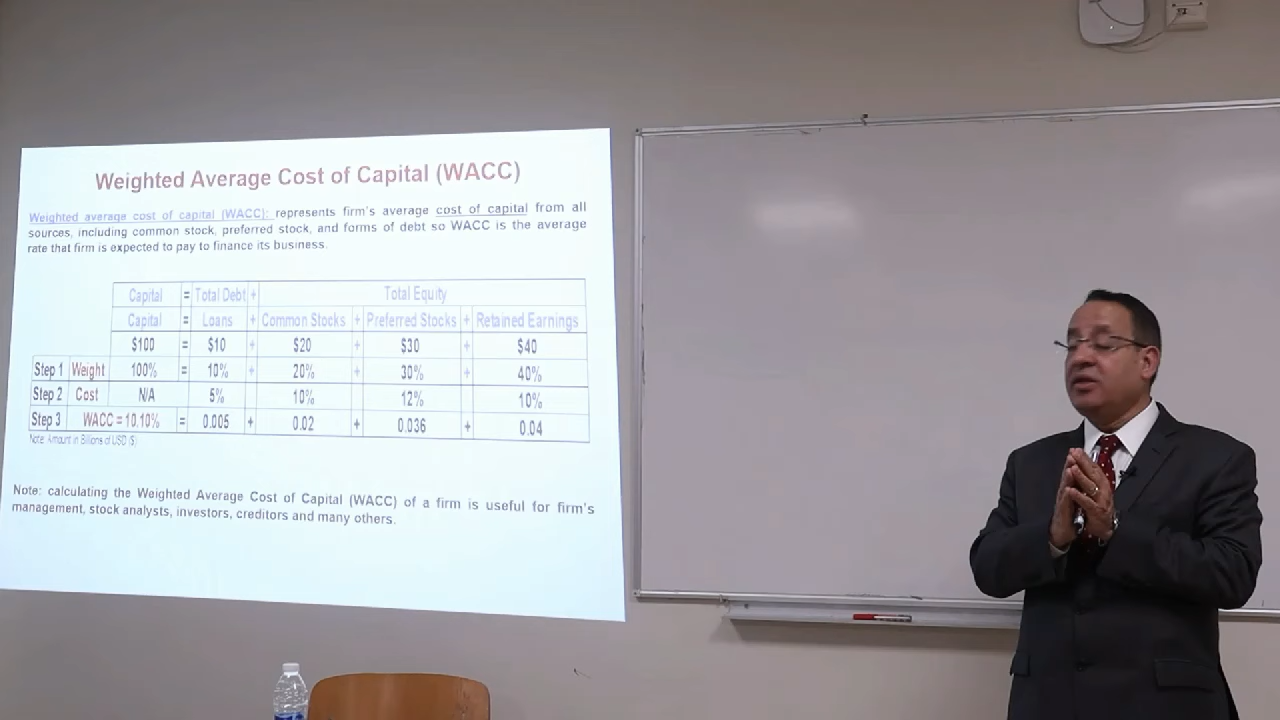 Weighted Average Cost of Capital (WACC)
Weighted average cost of capital (WACC): represents firm's average cost of capital from all
sources, including common stock, preferred stock, and forms of debt so WACC is the average
rate that firm is expected to pay to finance its business.
Capital = Total Debt + Total Equity
Capital = Loans + Common Stocks + Preferred Stocks + Retained Earnings
$100 = $10 + $20 + $30 + $40
Step 1 Weight 100% = 10% + 20% + 30% + 40%
Step 2 Cost N/A 5% 10% 12% 10%
Step 3 WACC = 10.10% = 0.005 + 0.02 + 0.036 + 0.04
Note: Amount in Billions of USD ($)
Note: calculating the Weighted Average Cost of Capital (WACC) of a firm is useful for firm's
management, stock analysts, investors, creditors and many others.